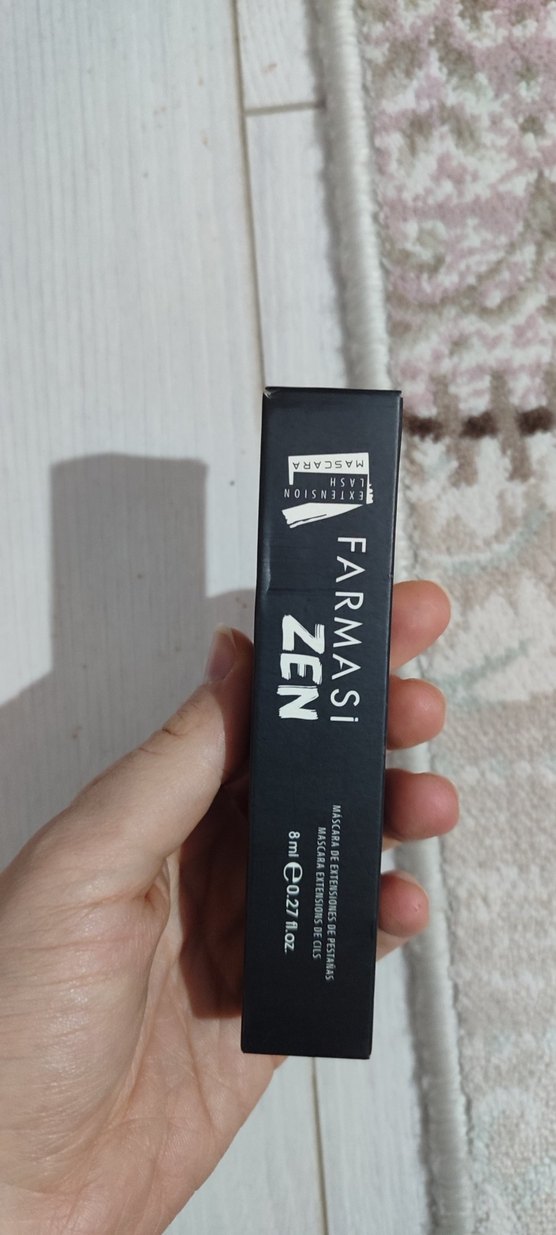 FARMASi
ZEN
EXTENSION
LASH
MASCARA
MÁSCARA DE EXTENSIONES DE PESTAÑAS
MASCARA EXTENSIONS DE CILS
8 ml e 0.27 fl.oz.